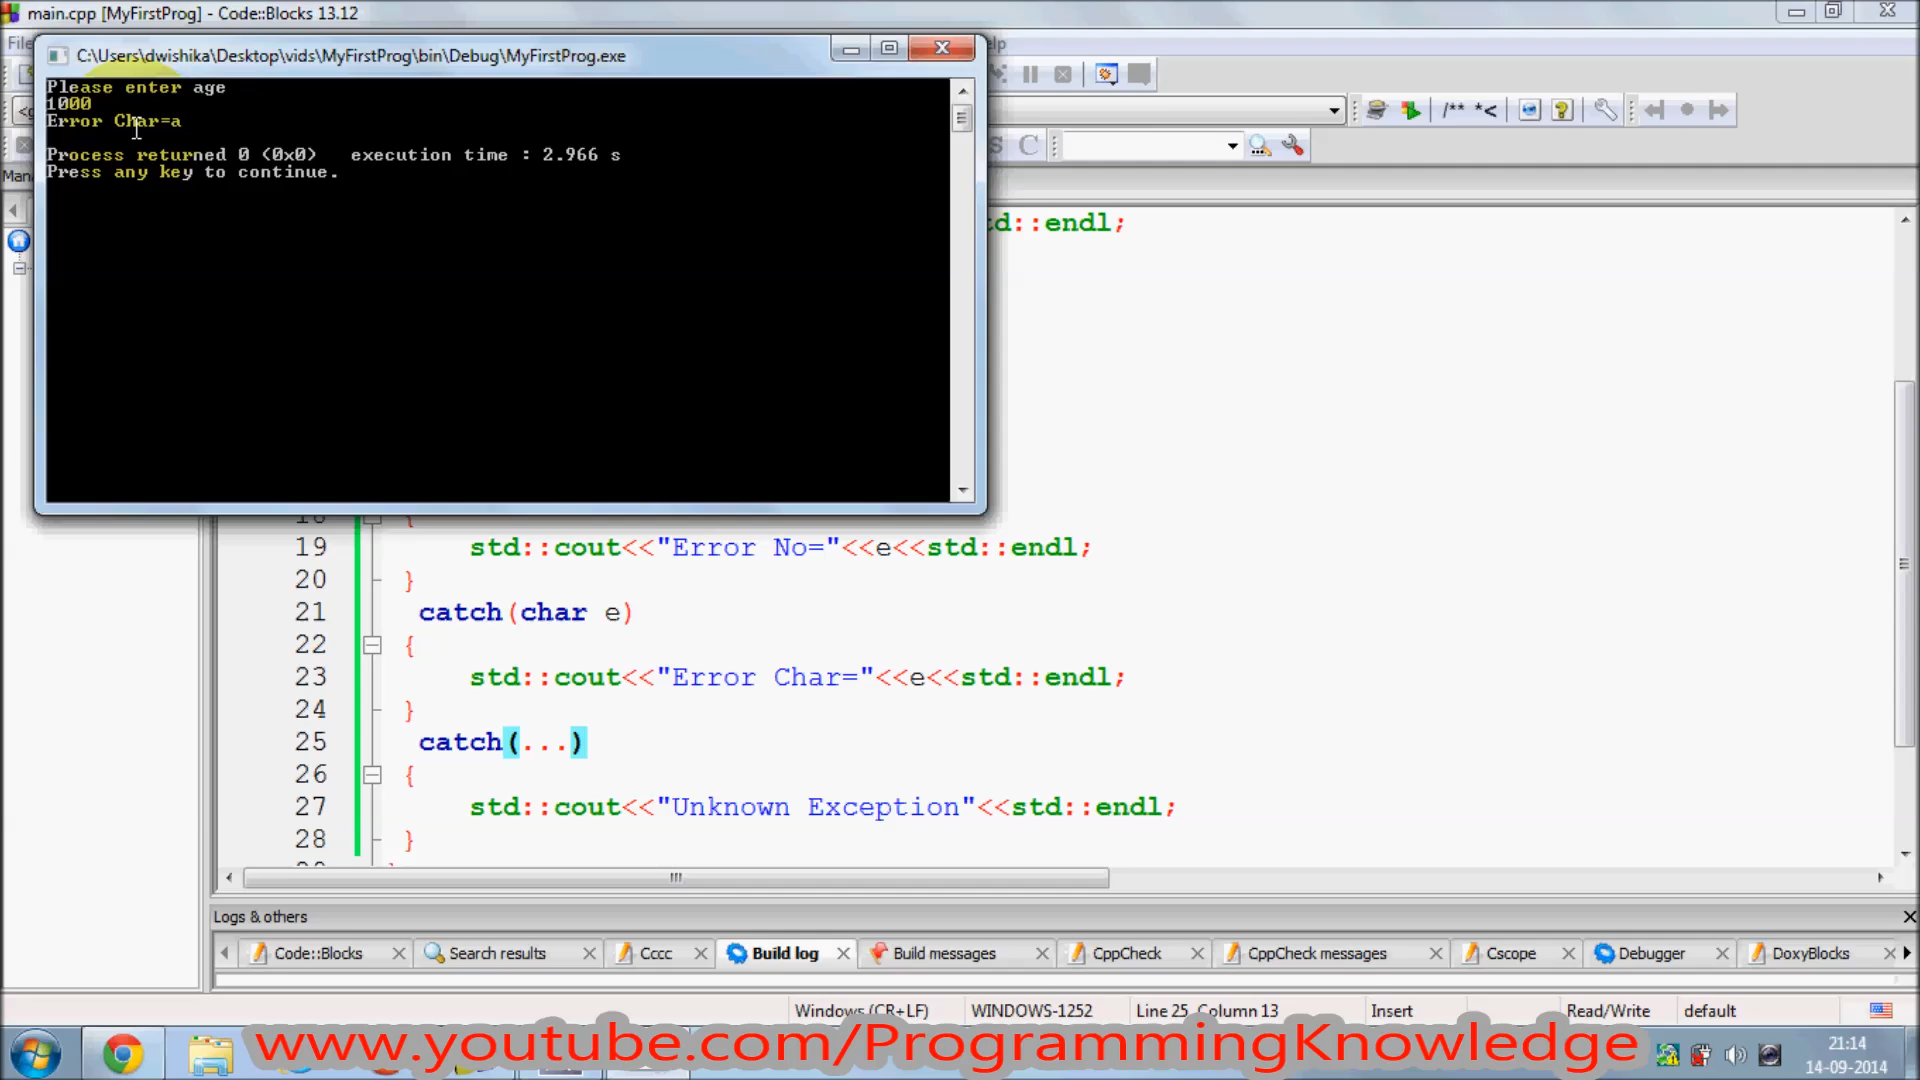 main.cpp [MyFirstProg] - Code::Blocks 13.12
File
elp
C:\Users\dwishika\Desktop\vids\MyFirstProg\bin\Debug\MyFirstProg.exe
Please enter age
1000
Error Char=a
Process returned 0 (0x0)   execution time : 2.966 s
Press any key to continue.
/** *<
S C
td::endl;
18 {
19 std::cout<<"Error No="<<e<<std::endl;
20 }
21 catch(char e)
22 {
23 std::cout<<"Error Char="<<e<<std::endl;
24 }
25 catch(...)
26 {
27 std::cout<<"Unknown Exception"<<std::endl;
28 }
Logs & others
Code::Blocks Search results Cccc Build log Build messages CppCheck CppCheck messages Cscope Debugger DoxyBlocks
Windows (CR+LF) WINDOWS-1252 Line 25, Column 13 Insert Read/Write default
www.youtube.com/ProgrammingKnowledge
21:14
14-09-2014